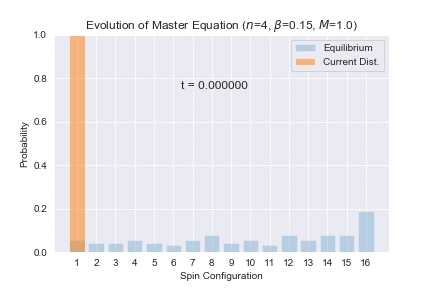 Evolution of Master Equation (n=4, β=0.15, M=1.0)
Equilibrium
Current Dist.
t = 0.000000
Probability
1.0
0.8
0.6
0.4
0.2
0.0
1 2 3 4 5 6 7 8 9 10 11 12 13 14 15 16
Spin Configuration